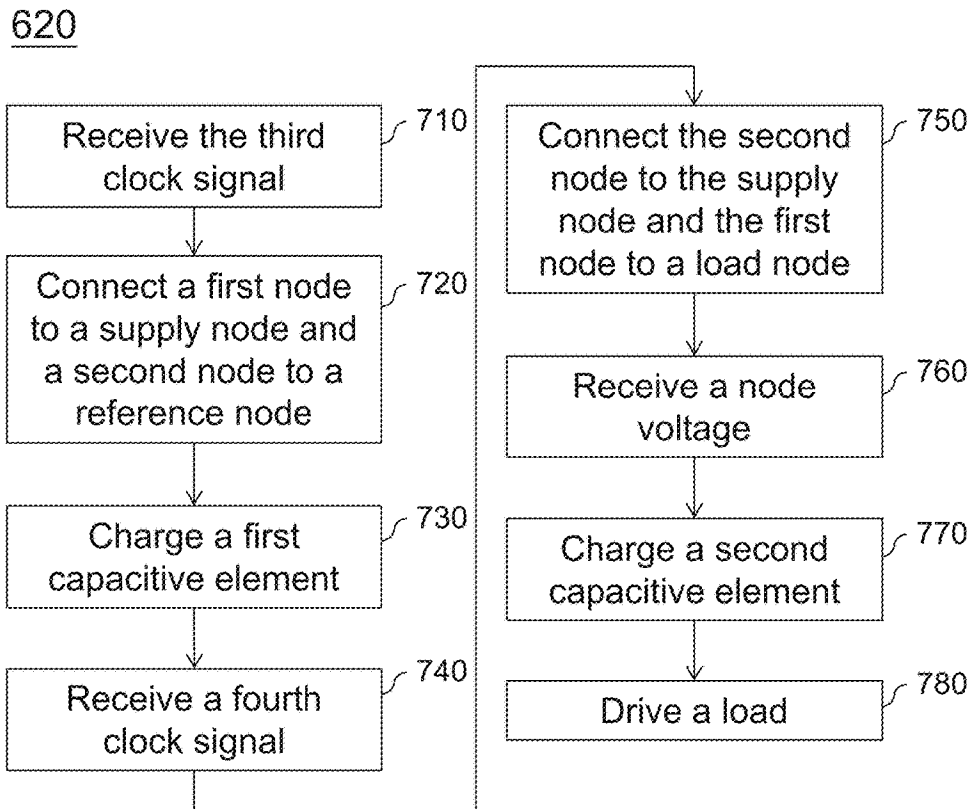 620
Receive the third
clock signal
710
Connect a first node
to a supply node and
a second node to a
reference node
720
Charge a first
capacitive element
730
Receive a fourth
clock signal
740
Connect the second
node to the supply
node and the first
node to a load node
750
Receive a node
voltage
760
Charge a second
capacitive element
770
Drive a load
780